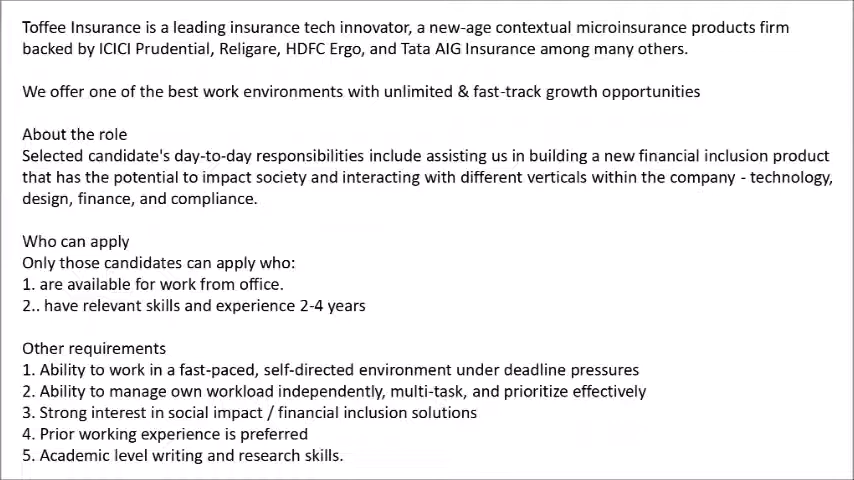 Toffee Insurance is a leading insurance tech innovator, a new-age contextual microinsurance products firm
backed by ICICI Prudential, Religare, HDFC Ergo, and Tata AIG Insurance among many others.
We offer one of the best work environments with unlimited & fast-track growth opportunities
About the role
Selected candidate's day-to-day responsibilities include assisting us in building a new financial inclusion product
that has the potential to impact society and interacting with different verticals within the company - technology,
design, finance, and compliance.
Who can apply
Only those candidates can apply who:
1. are available for work from office.
2.. have relevant skills and experience 2-4 years
Other requirements
1. Ability to work in a fast-paced, self-directed environment under deadline pressures
2. Ability to manage own workload independently, multi-task, and prioritize effectively
3. Strong interest in social impact / financial inclusion solutions
4. Prior working experience is preferred
5. Academic level writing and research skills.